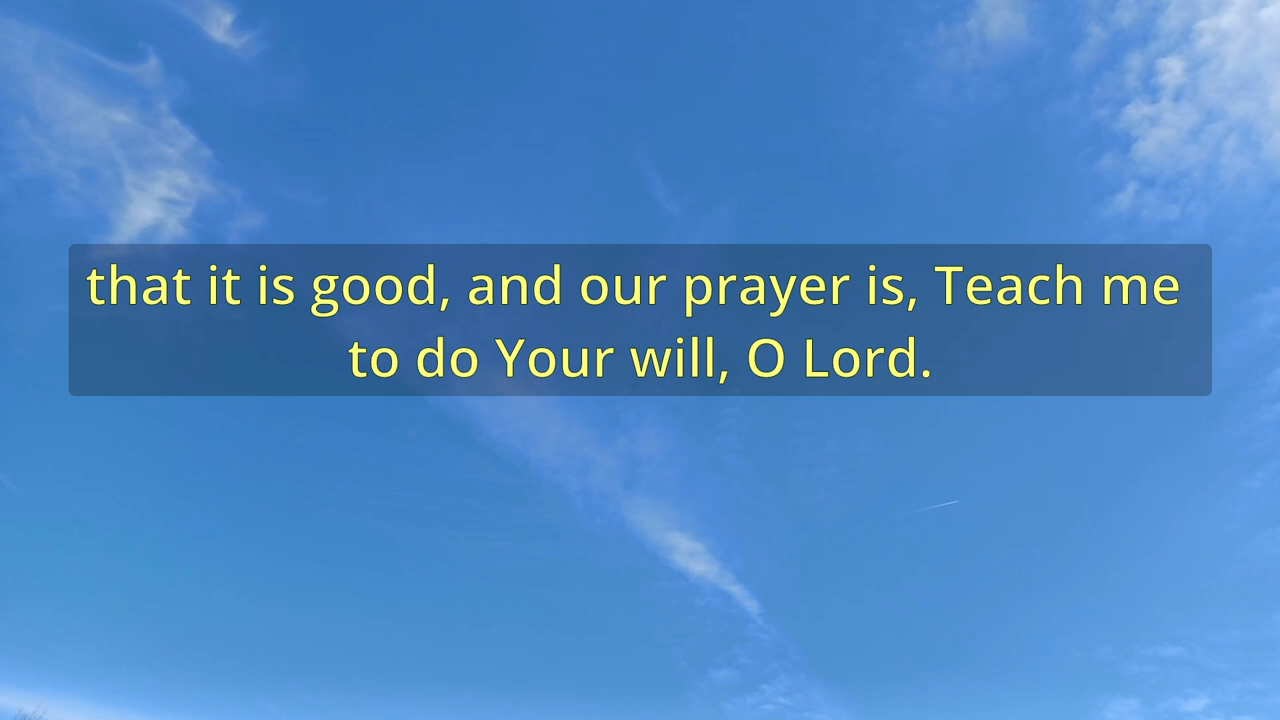 that it is good, and our prayer is, Teach me
to do Your will, O Lord.